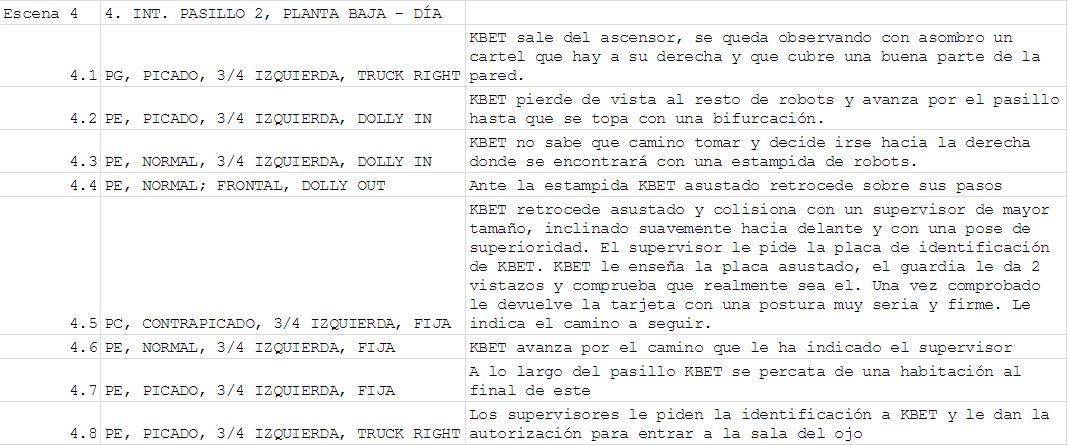 Escena 4 4. INT. PASILLO 2, PLANTA BAJA - DÍA
KBET sale del ascensor, se queda observando con asombro un
cartel que hay a su derecha y que cubre una buena parte de la
4.1 PG, PICADO, 3/4 IZQUIERDA, TRUCK RIGHT pared.
KBET pierde de vista al resto de robots y avanza por el pasillo
4.2 PE, PICADO, 3/4 IZQUIERDA, DOLLY IN hasta que se topa con una bifurcación.
KBET no sabe que camino tomar y decide irse hacia la derecha
4.3 PE, NORMAL, 3/4 IZQUIERDA, DOLLY IN donde se encontrará con una estampida de robots.
4.4 PE, NORMAL; FRONTAL, DOLLY OUT Ante la estampida KBET asustado retrocede sobre sus pasos
KBET retrocede asustado y colisiona con un supervisor de mayor
tamaño, inclinado suavemente hacia delante y con una pose de
superioridad. El supervisor le pide la placa de identificación
de KBET. KBET le enseña la placa asustado, el guardia le da 2
vistazos y comprueba que realmente sea el. Una vez comprobado
le devuelve la tarjeta con una postura muy seria y firme. Le
4.5 PC, CONTRAPICADO, 3/4 IZQUIERDA, FIJA indica el camino a seguir.
4.6 PE, NORMAL, 3/4 IZQUIERDA, FIJA KBET avanza por el camino que le ha indicado el supervisor
A lo largo del pasillo KBET se percata de una habitación al
4.7 PE, PICADO, 3/4 IZQUIERDA, FIJA final de este
Los supervisores le piden la identificación a KBET y le dan la
4.8 PE, PICADO, 3/4 IZQUIERDA, TRUCK RIGHT autorización para entrar a la sala del ojo